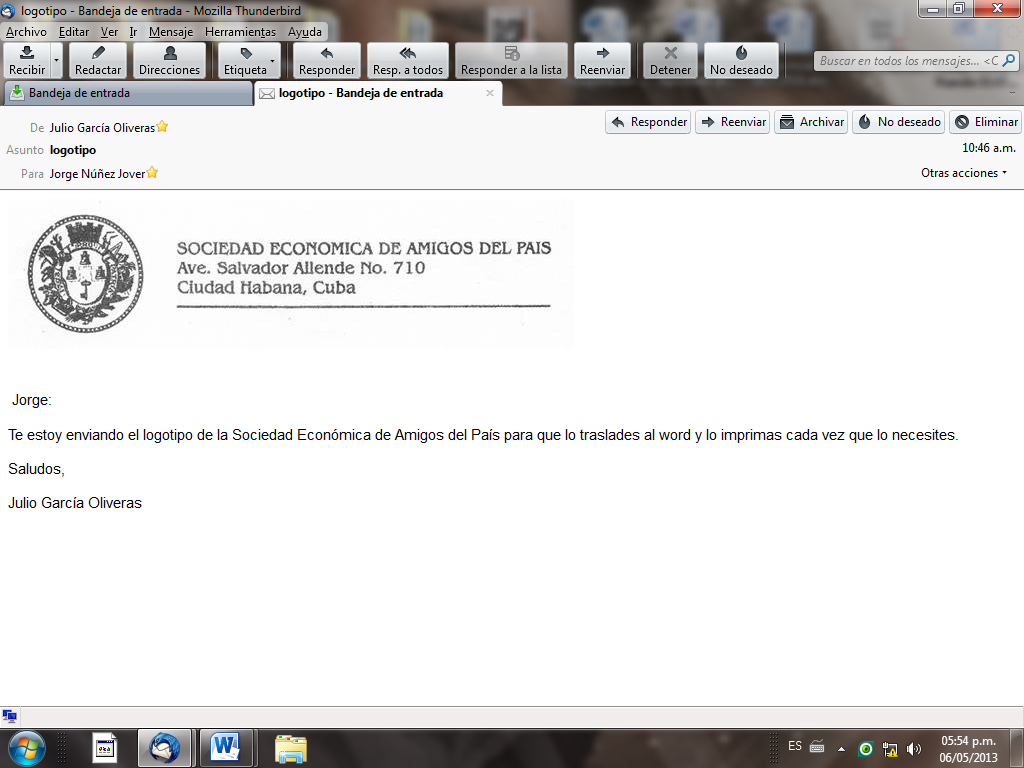 logotipo - Bandeja de entrada - Mozilla Thunderbird
Archivo Editar Ver Ir Mensaje Herramientas Ayuda
Recibir Redactar Direcciones Etiqueta Responder Resp. a todos Responder a la lista Reenviar Detener No deseado Buscar en todos los mensajes... <C
Bandeja de entrada logotipo - Bandeja de entrada
De Julio García Oliveras Responder Reenviar Archivar No deseado Eliminar
Asunto logotipo 10:46 a.m.
Para Jorge Núñez Jover Otras acciones
SOCIEDAD ECONOMICA DE AMIGOS DEL PAIS
Ave. Salvador Allende No. 710
Ciudad Habana, Cuba
Jorge:
Te estoy enviando el logotipo de la Sociedad Económica de Amigos del País para que lo traslades al word y lo imprimas cada vez que lo necesites.
Saludos,
Julio García Oliveras
ES 05:54 p.m.
06/05/2013